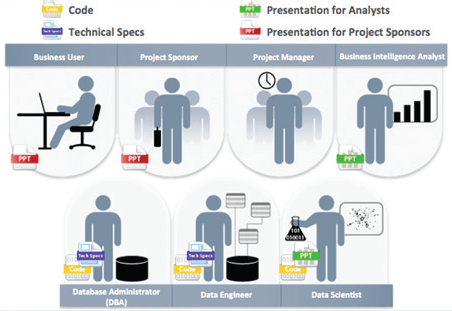 Code
Presentation for Analysts
Technical Specs
Presentation for Project Sponsors
Business User
Project Sponsor
Project Manager
Business Intelligence Analyst
PPT
PPT
PPT
Tech Specs
Code
Tech Specs
Code
101
010011
PPT
Code
Database Administrator
(DBA)
Data Engineer
Data Scientist